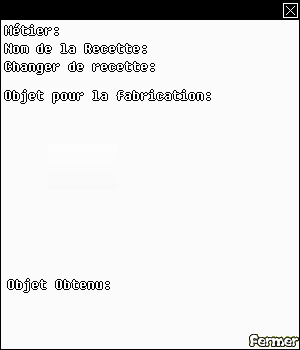 Métier:
Nom de la Recette:
Changer de recette:
Objet pour la fabrication:
Objet Obtenu:
Fermer